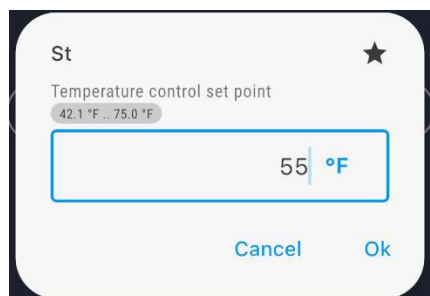 St
Temperature control set point
42.1 °F .. 75.0 °F
55 °F
Cancel Ok